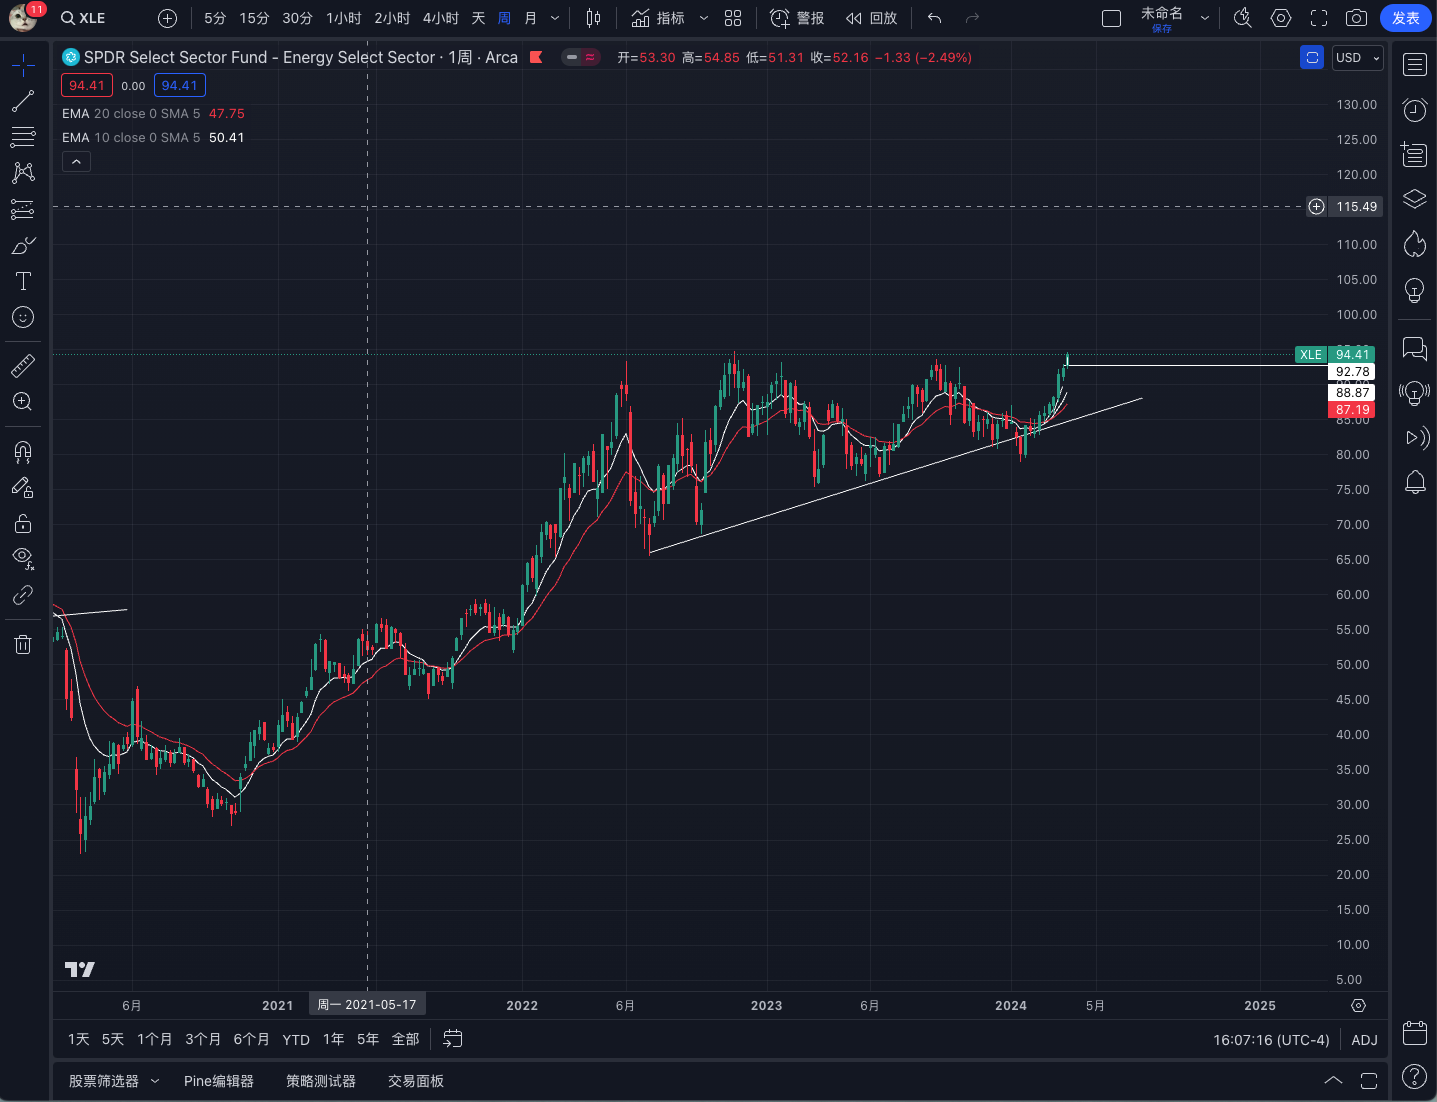 11
XLE
5分 15分 30分 1小时 2小时 4小时 天 周 月
指标
警报
回放
未命名
保存
发表
SPDR Select Sector Fund - Energy Select Sector · 1周 · Arca
开=53.30 高=54.85 低=51.31 收=52.16 −1.33 (−2.49%)
USD
94.41 0.00 94.41
EMA 20 close 0 SMA 5 47.75
EMA 10 close 0 SMA 5 50.41
130.00
125.00
120.00
115.49
110.00
105.00
100.00
XLE 94.41
92.78
88.87
87.19
85.00
80.00
75.00
70.00
65.00
60.00
55.00
50.00
45.00
40.00
35.00
30.00
25.00
20.00
15.00
10.00
5.00
6月 2021 周一 2021-05-17 2022 6月 2023 6月 2024 5月 2025
1天 5天 1个月 3个月 6个月 YTD 1年 5年 全部
16:07:16 (UTC-4) ADJ
股票筛选器 Pine编辑器 策略测试器 交易面板